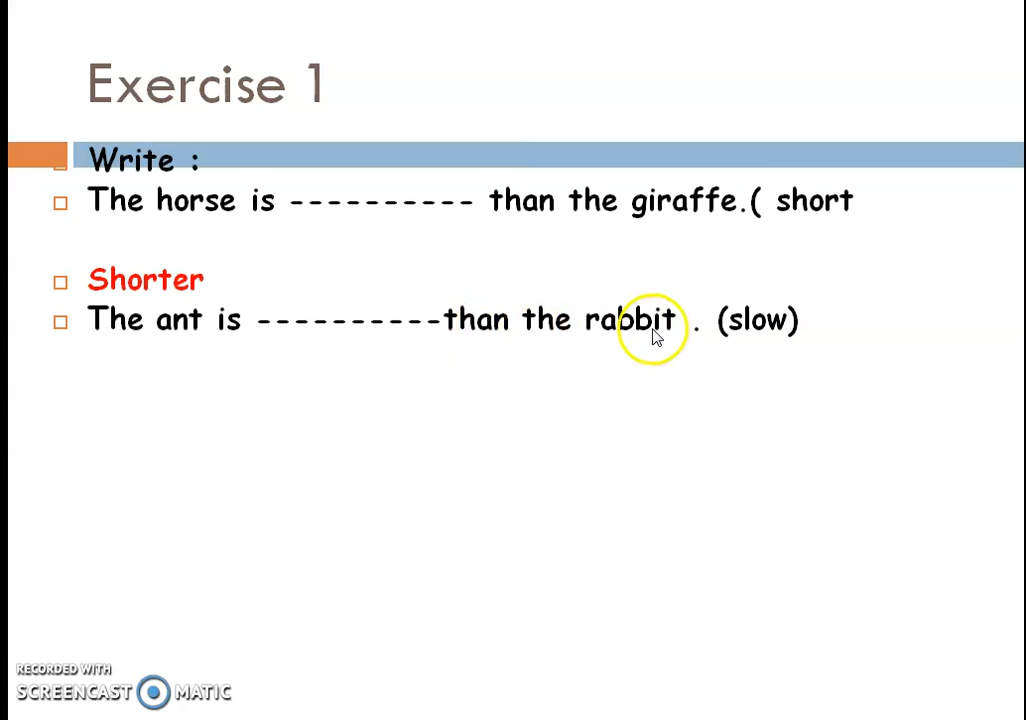 Exercise 1
Write :
The horse is ---------- than the giraffe.( short
Shorter
The ant is ----------than the rabbit . (slow)
RECORDED WITH
SCREENCAST MATIC